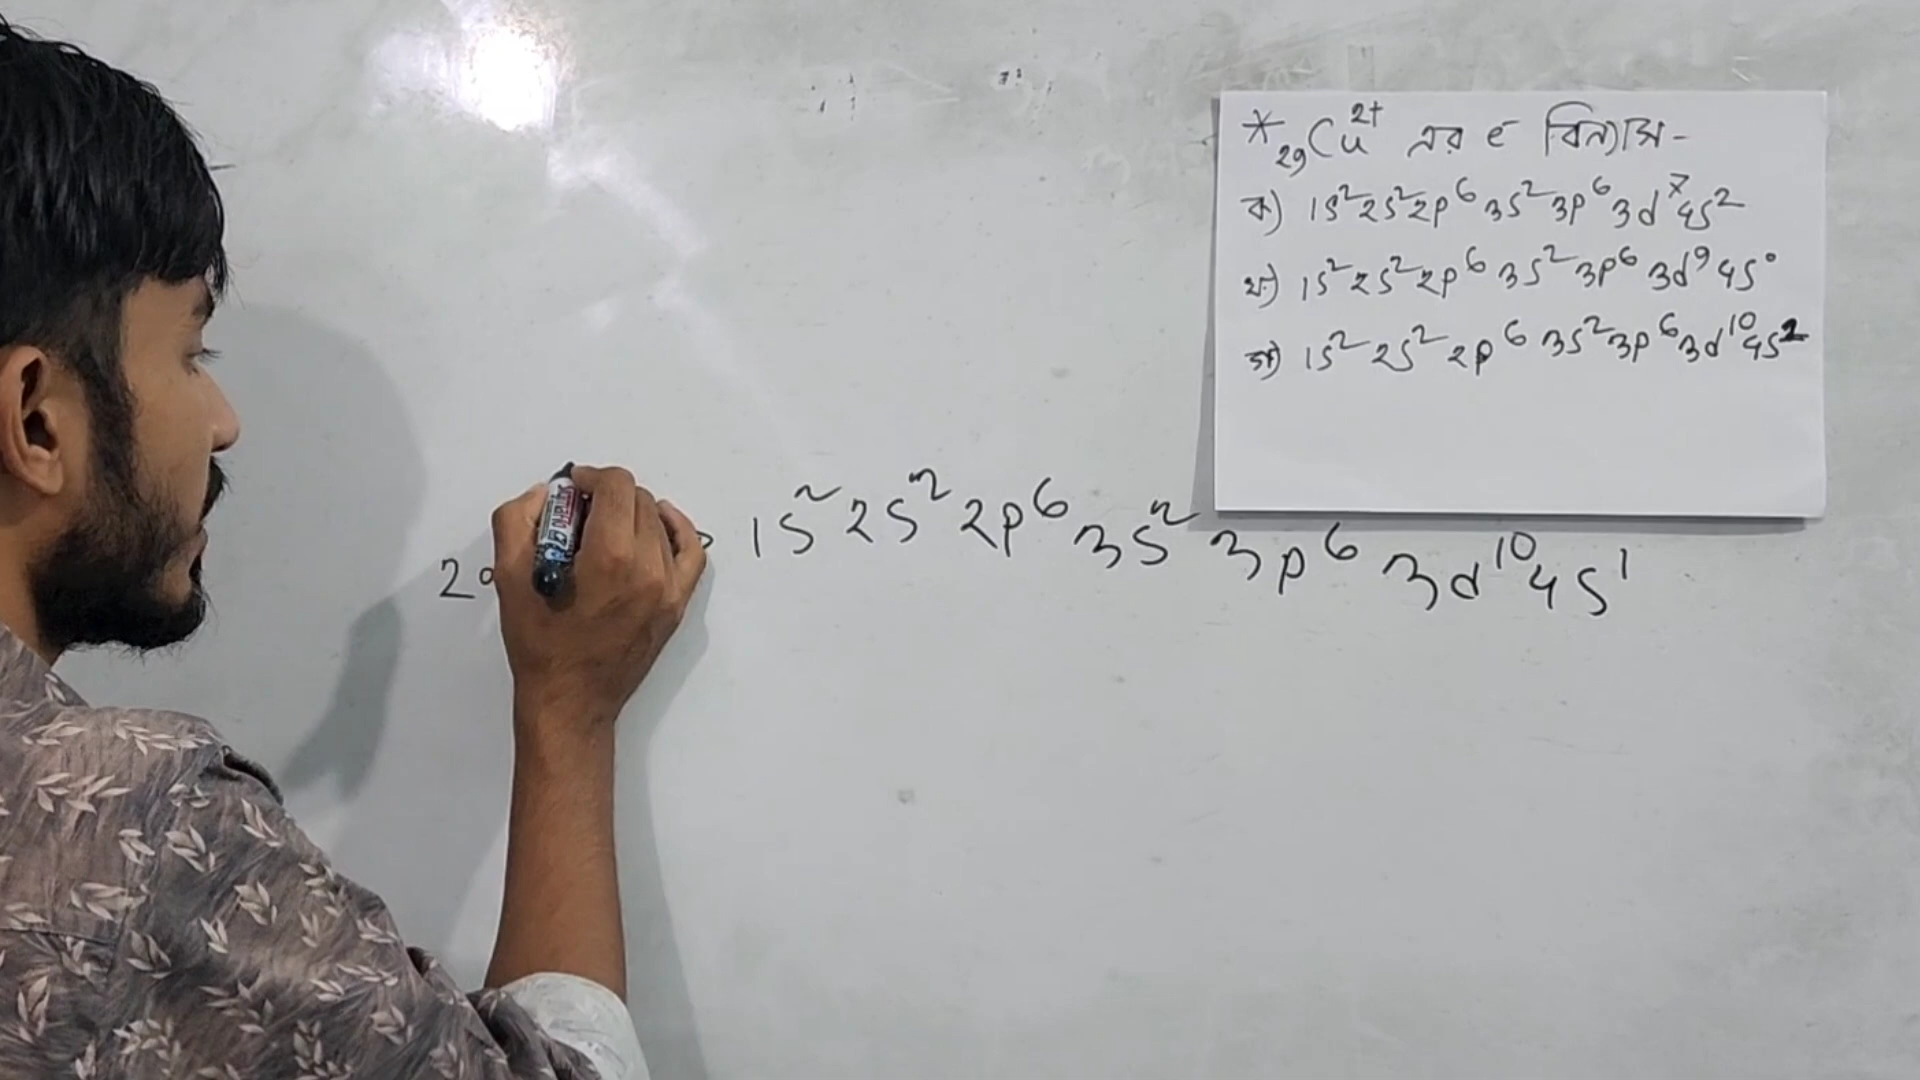 * ₂₉Cu²⁺ এর e⁻ বিন্যাস-
ক) 1s² 2s² 2p⁶ 3s² 3p⁶ 3d⁷ 4s²
খ) 1s² 2s² 2p⁶ 3s² 3p⁶ 3d⁹ 4s⁰
গ) 1s² 2s² 2p⁶ 3s² 3p⁶ 3d¹⁰ 4s²
1s² 2s² 2p⁶ 3s² 3p⁶ 3d¹⁰ 4s¹